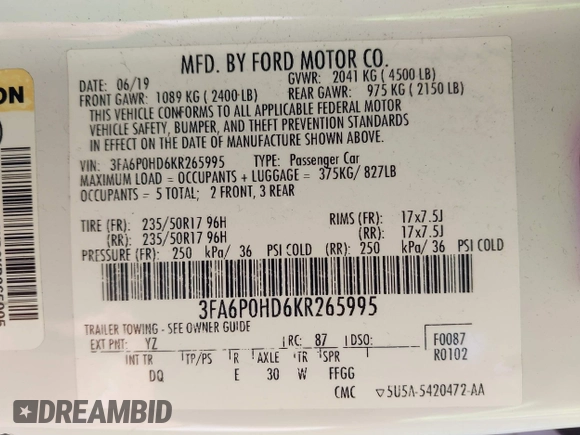 MFD. BY FORD MOTOR CO.
DATE: 06/19 GVWR: 2041 KG ( 4500 LB)
FRONT GAWR: 1089 KG ( 2400 LB) REAR GAWR: 975 KG ( 2150 LB)
THIS VEHICLE CONFORMS TO ALL APPLICABLE FEDERAL MOTOR
VEHICLE SAFETY, BUMPER, AND THEFT PREVENTION STANDARDS
IN EFFECT ON THE DATE OF MANUFACTURE SHOWN ABOVE.
VIN: 3FA6P0HD6KR265995 TYPE: Passenger Car
MAXIMUM LOAD = OCCUPANTS + LUGGAGE = 375KG/ 827LB
OCCUPANTS = 5 TOTAL; 2 FRONT, 3 REAR
TIRE (FR): 235/50R17 96H RIMS (FR): 17x7.5J
(RR): 235/50R17 96H (RR): 17x7.5J
PRESSURE (FR): 250 kPa/ 36 PSI COLD (RR): 250 kPa/ 36 PSI COLD
3FA6P0HD6KR265995
TRAILER TOWING - SEE OWNER GUIDE
EXT PNT: YZ RC: 87 DSO: F0087
R0102
INT TR TP/PS R AXLE TR SPR
DQ E 30 W FFGG
CMC 5U5A-5420472-AA
ON
DREAMBID